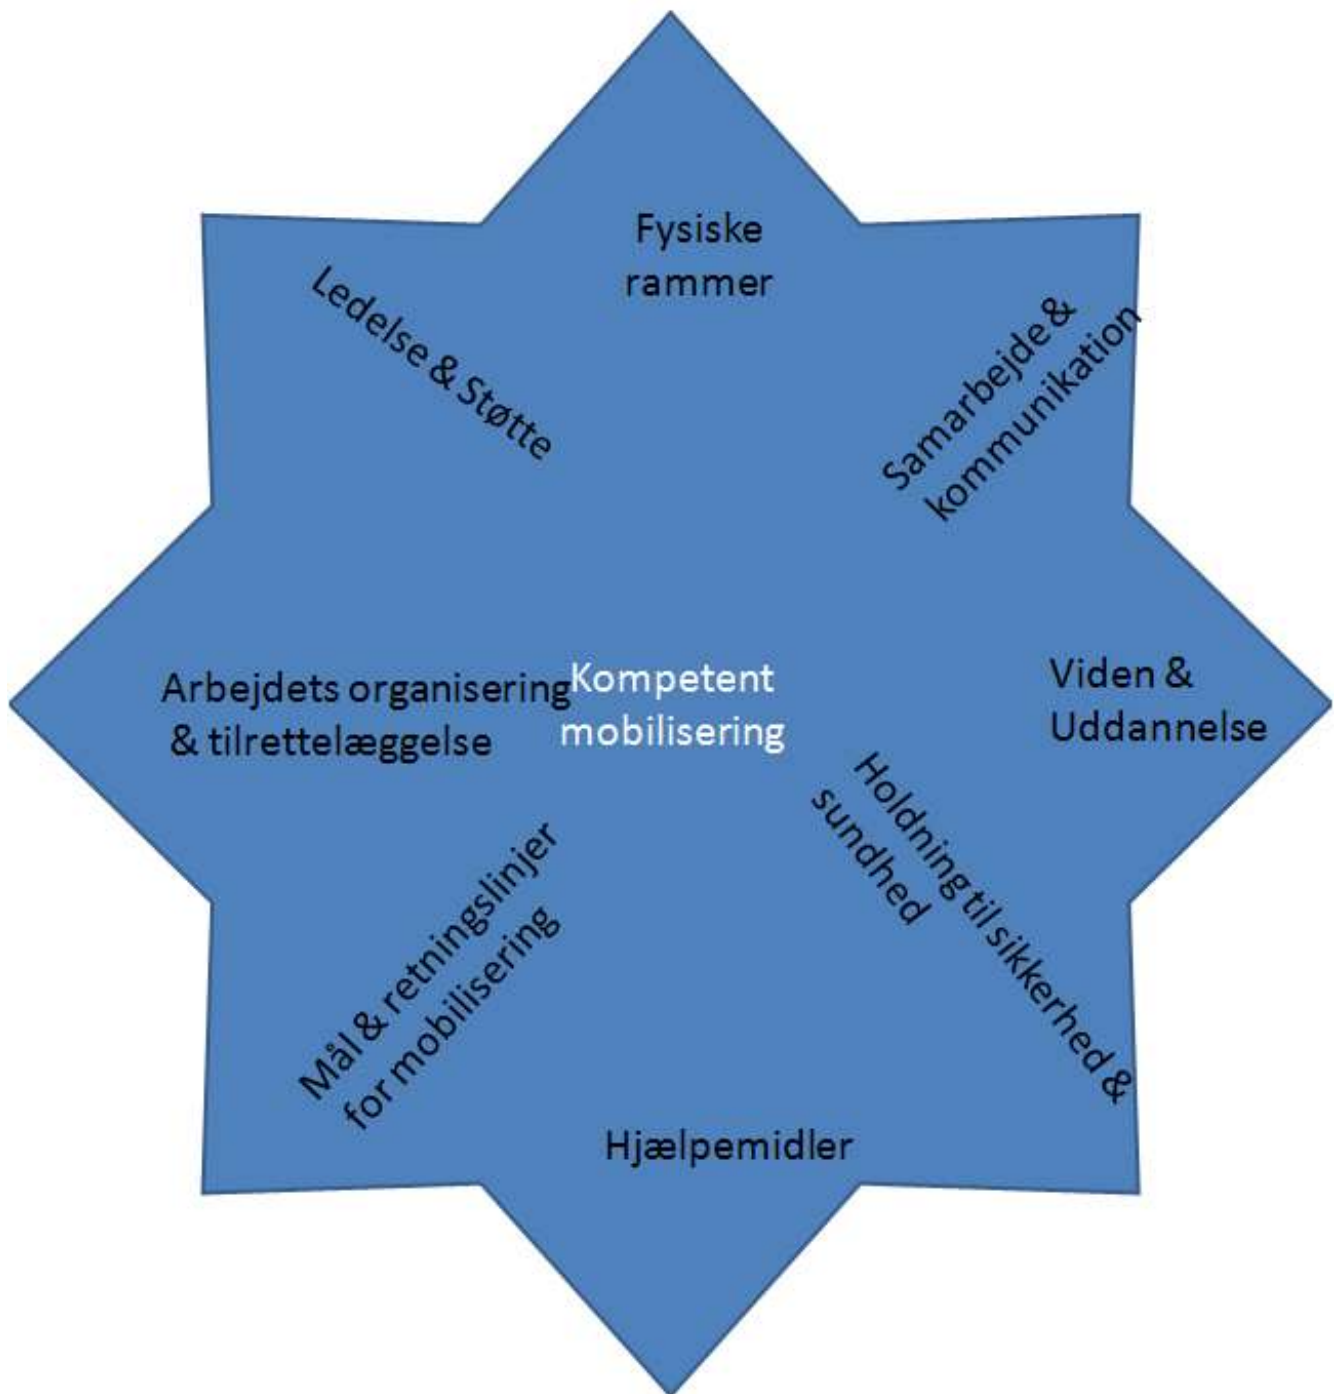 Fysiske
rammer
Ledelse & Støtte
Samarbejde &
kommunikation
Arbejdets organisering
& tilrettelæggelse
Kompetent
mobilisering
Viden &
Uddannelse
Holdning til sikkerhed &
sundhed
Mål & retningslinjer
for mobilisering
Hjælpemidler